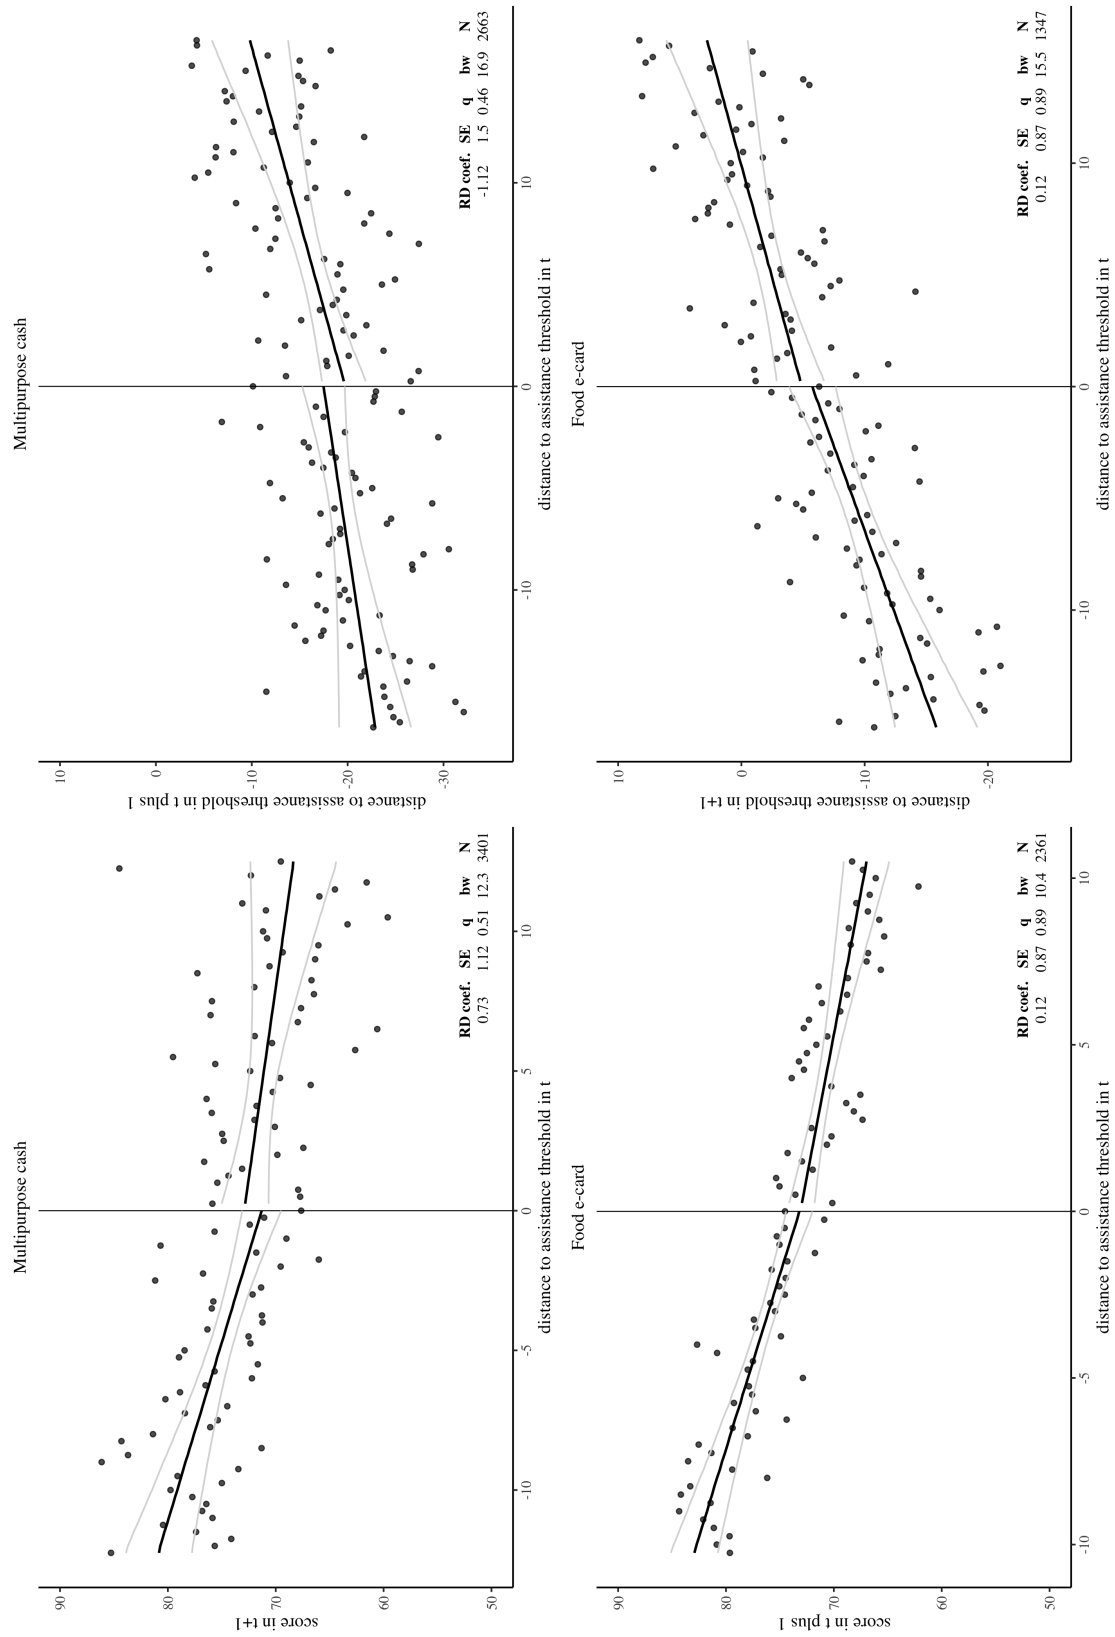 Multipurpose cash
score in t+1
90
80
70
60
50
RD coef. SE q bw N
0.73 1.12 0.51 12.3 3401
-10 -5 0 5 10
distance to assistance threshold in t
Multipurpose cash
distance to assistance threshold in t plus 1
10
0
-10
-20
-30
RD coef. SE q bw N
-1.12 1.5 0.46 16.9 2663
-10 0 10
distance to assistance threshold in t
Food e-card
score in t plus 1
90
80
70
60
50
RD coef. SE q bw N
0.12 0.87 0.89 10.4 2361
-10 -5 0 5 10
distance to assistance threshold in t
Food e-card
distance to assistance threshold in t+1
10
0
-10
-20
RD coef. SE q bw N
0.12 0.87 0.89 15.5 1347
-10 0 10
distance to assistance threshold in t